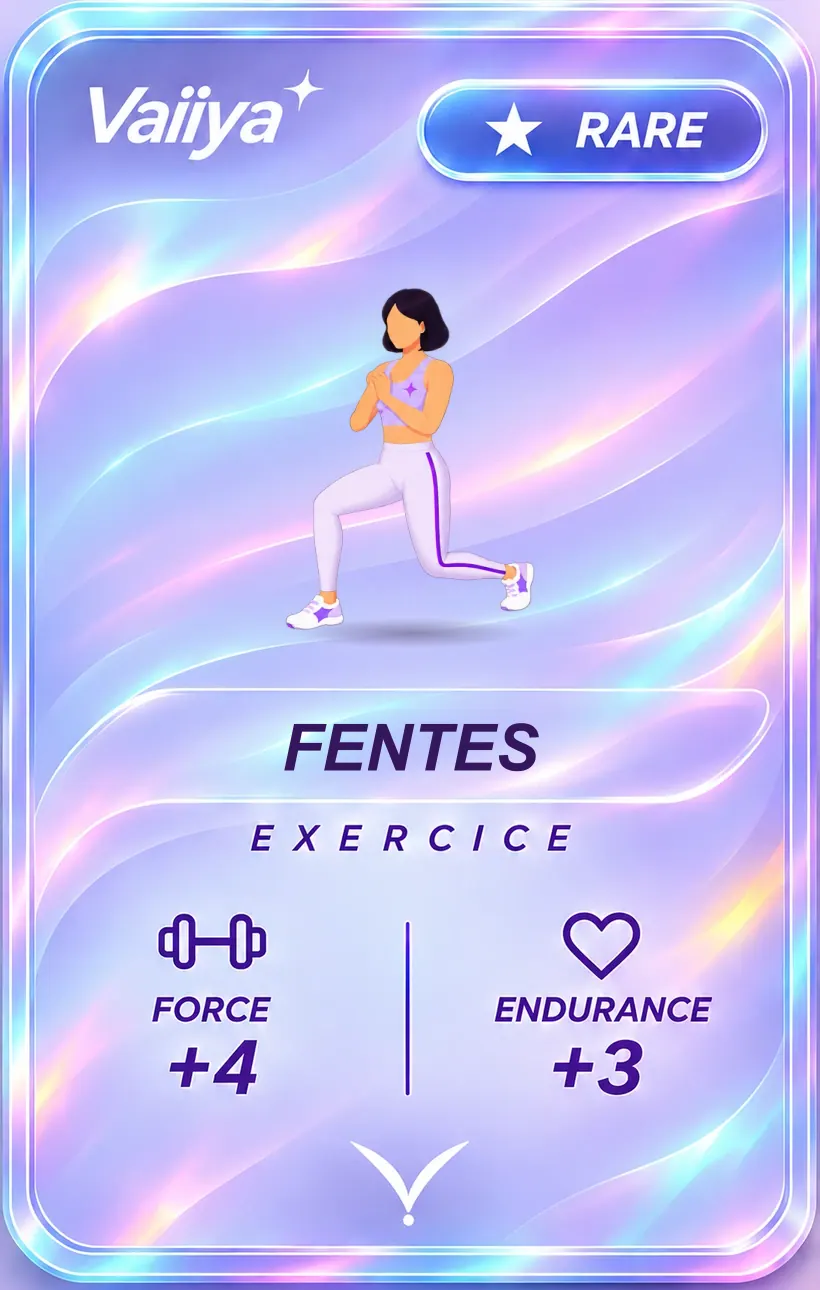 Vaiiya
RARE
FENTES
EXERCICE
FORCE
+4
ENDURANCE
+3